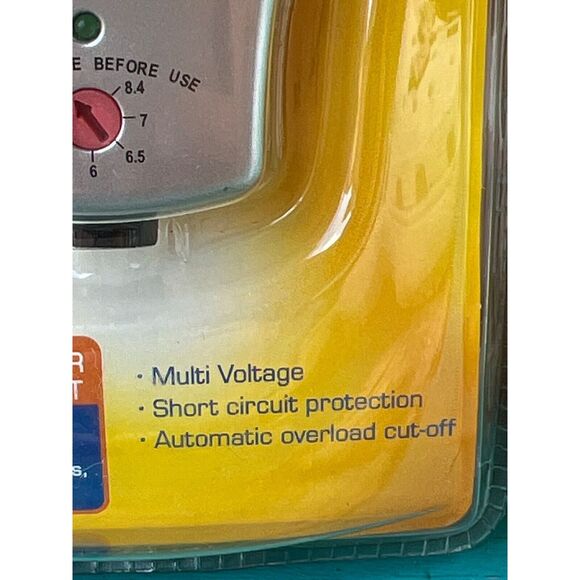 E BEFORE USE
8.4
7
6.5
6
R
T
s,
· Multi Voltage
· Short circuit protection
· Automatic overload cut-off